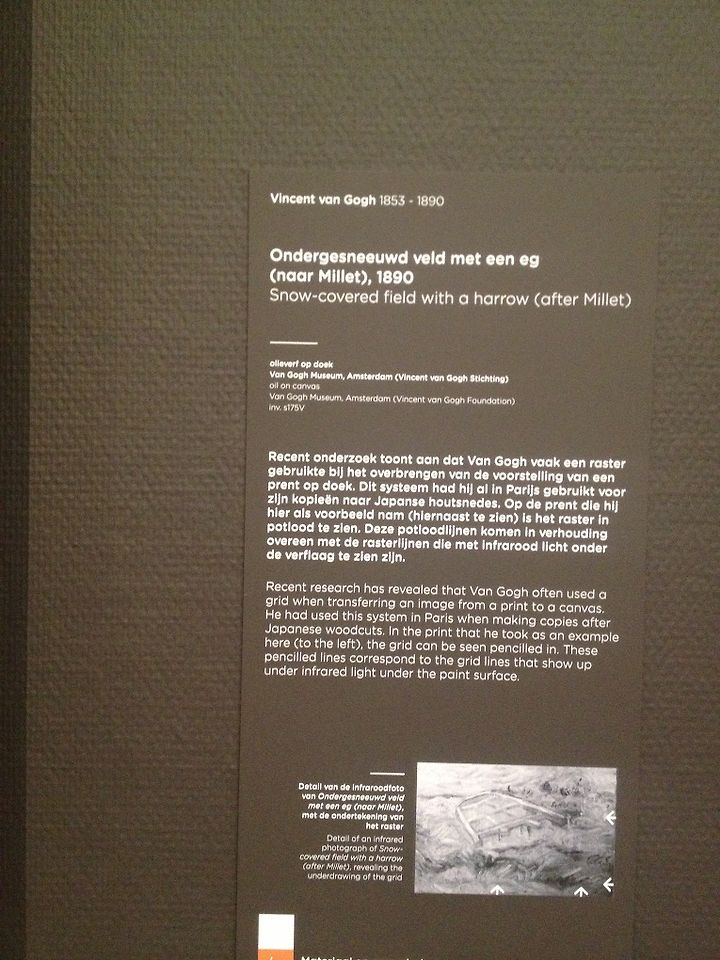 Vincent van Gogh 1853 - 1890
Ondergesneeuwd veld met een eg
(naar Millet), 1890
Snow-covered field with a harrow (after Millet)
olieverf op doek
Van Gogh Museum, Amsterdam (Vincent van Gogh Stichting)
oil on canvas
Van Gogh Museum, Amsterdam (Vincent van Gogh Foundation)
inv. s175V
Recent onderzoek toont aan dat Van Gogh vaak een raster
gebruikte bij het overbrengen van de voorstelling van een
prent op doek. Dit systeem had hij al in Parijs gebruikt voor
zijn kopieën naar Japanse houtsnedes. Op de prent die hij
hier als voorbeeld nam (hiernaast te zien) is het raster in
potlood te zien. Deze potloodlijnen komen in verhouding
overeen met de rasterlijnen die met infrarood licht onder
de verflaag te zien zijn.
Recent research has revealed that Van Gogh often used a
grid when transferring an image from a print to a canvas.
He had used this system in Paris when making copies after
Japanese woodcuts. In the print that he took as an example
here (to the left), the grid can be seen pencilled in. These
pencilled lines correspond to the grid lines that show up
under infrared light under the paint surface.
Detail van de infraroodfoto
van Ondergesneeuwd veld
met een eg (naar Millet),
met de ondertekening van
het raster
Detail of an infrared
photograph of Snow-
covered field with a harrow
(after Millet), revealing the
underdrawing of the grid